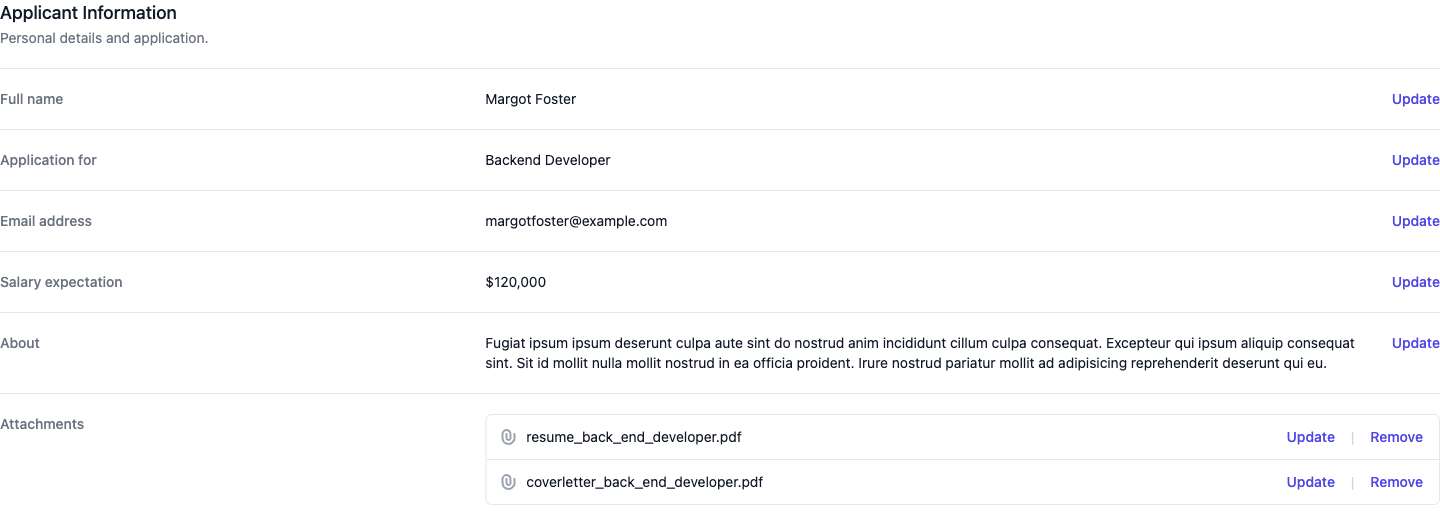 Applicant Information
Personal details and application.
Full name
Margot Foster
Update
Application for
Backend Developer
Update
Email address
margotfoster@example.com
Update
Salary expectation
$120,000
Update
About
Fugiat ipsum ipsum deserunt culpa aute sint do nostrud anim incididunt cillum culpa consequat. Excepteur qui ipsum aliquip consequat
sint. Sit id mollit nulla mollit nostrud in ea officia proident. Irure nostrud pariatur mollit ad adipisicing reprehenderit deserunt qui eu.
Update
Attachments
resume_back_end_developer.pdf
Update | Remove
coverletter_back_end_developer.pdf
Update | Remove